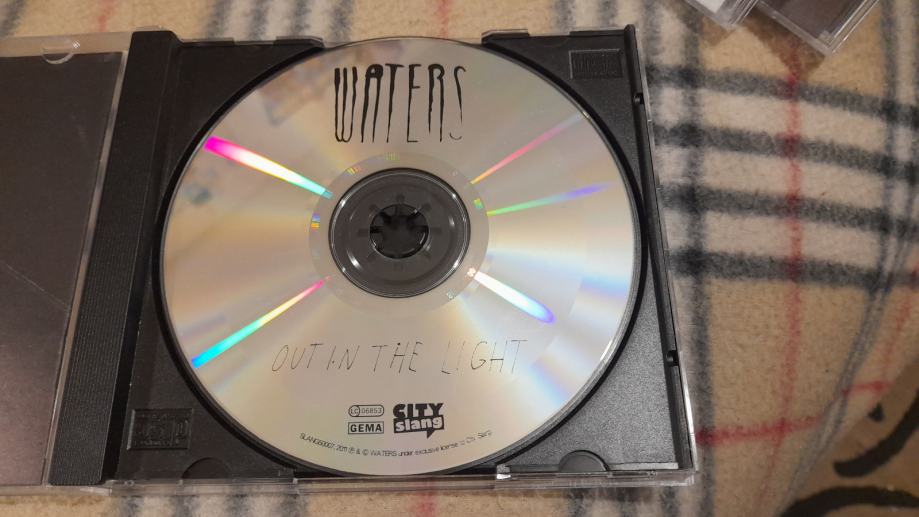 WATERS
OUT IN THE LIGHT
LC 06853
GEMA
CITY
slang
SLANG50007, 2011 ℗ & © WATERS under exclusive license to City Slang